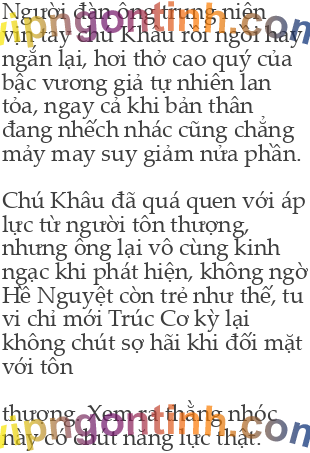 Người đàn ông trung niên
vịn tay chú Khâu rồi ngồi ngay
ngắn lại, hơi thở cao quý của
bậc vương giả tự nhiên lan
tỏa, ngay cả khi bản thân
đang nhếch nhác cũng chẳng
mảy may suy giảm nửa phần.
Chú Khâu đã quá quen với áp
lực từ người tôn thượng,
nhưng ông lại vô cùng kinh
ngạc khi phát hiện, không ngờ
Hề Nguyệt còn trẻ như thế, tu
vi chỉ mới Trúc Cơ kỳ lại
không chút sợ hãi khi đối mặt
với tôn
thượng. Xem ra thằng nhóc
này có chút năng lực thật.
vipngontinh.com
vipngontinh.com